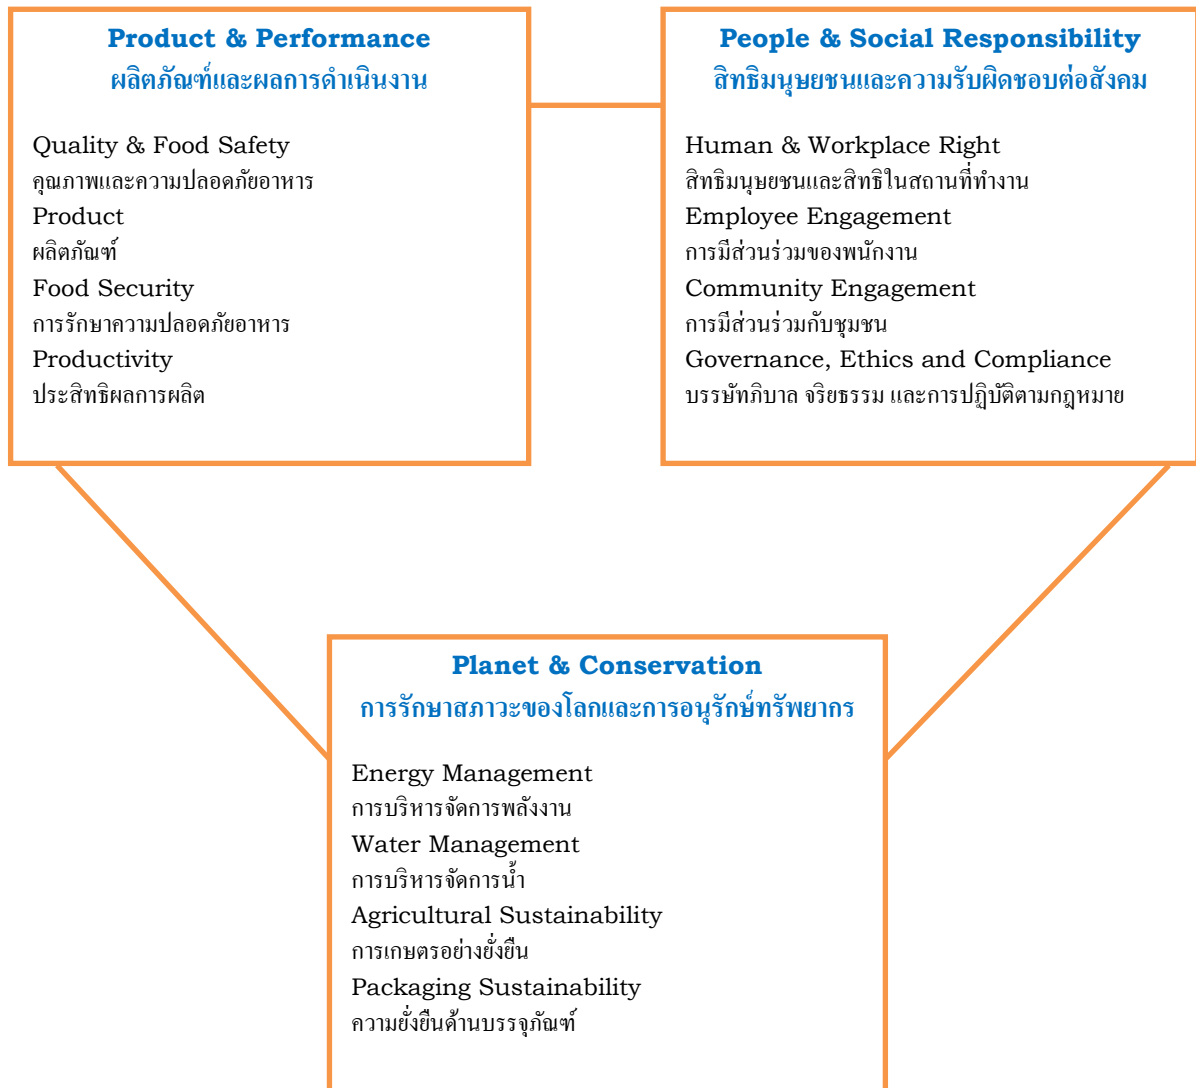 Product & Performance
ผลิตภัณฑ์และผลการดำเนินงาน
Quality & Food Safety
คุณภาพและความปลอดภัยอาหาร
Product
ผลิตภัณฑ์
Food Security
การรักษาความปลอดภัยอาหาร
Productivity
ประสิทธิผลการผลิต
People & Social Responsibility
สิทธิมนุษยชนและความรับผิดชอบต่อสังคม
Human & Workplace Right
สิทธิมนุษยชนและสิทธิในสถานที่ทำงาน
Employee Engagement
การมีส่วนร่วมของพนักงาน
Community Engagement
การมีส่วนร่วมกับชุมชน
Governance, Ethics and Compliance
บรรษัทภิบาล จริยธรรม และการปฏิบัติตามกฎหมาย
Planet & Conservation
การรักษาสภาวะของโลกและการอนุรักษ์ทรัพยากร
Energy Management
การบริหารจัดการพลังงาน
Water Management
การบริหารจัดการน้ำ
Agricultural Sustainability
การเกษตรอย่างยั่งยืน
Packaging Sustainability
ความยั่งยืนด้านบรรจุภัณฑ์